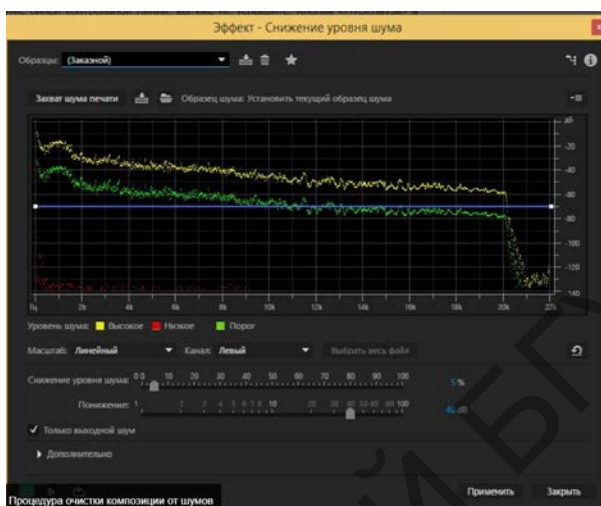 Эффект - Снижение уровня шума
Образцы: (Заказной)
Захват шума печати Образец шума: Установить текущий образец шума
дБ
-20
-40
-60
-80
-100
-120
-140
Гц 2k 4k 6k 8k 10k 12k 14k 16k 18k 20k 22k
Уровень шума: Высокое Низкое Порог
Масштаб: Линейный Канал: Левый Выбрать весь файл
Снижение уровня шума: 0 10 20 30 40 50 60 70 80 90 100 5 %
Понижение: 1 2 3 4 5 6 7 8 10 20 30 40 50 60 80 100 dB
Только выходной шум
Дополнительно
Применить Закрыть
Процедура очистки композиции от шумов